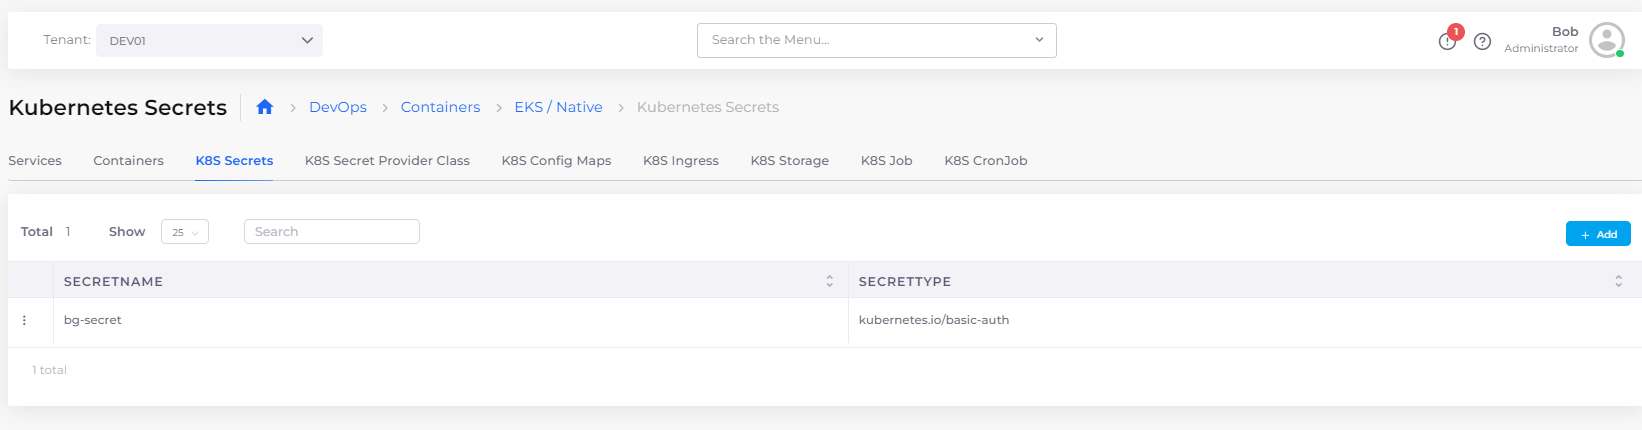 Tenant: DEV01 Search the Menu... 1 Bob
Administrator
Kubernetes Secrets DevOps Containers EKS / Native Kubernetes Secrets
Services Containers K8S Secrets K8S Secret Provider Class K8S Config Maps K8S Ingress K8S Storage K8S Job K8S CronJob
Total 1 Show 25 Search + Add
SECRETNAME SECRETTYPE
bg-secret kubernetes.io/basic-auth
1 total